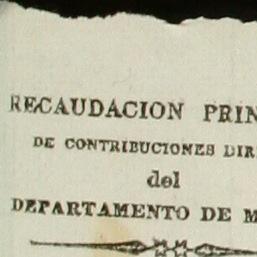 RECAUDACION PRIN
DE CONTRIBUCIONES DIR
del
DEPARTAMENTO DE M